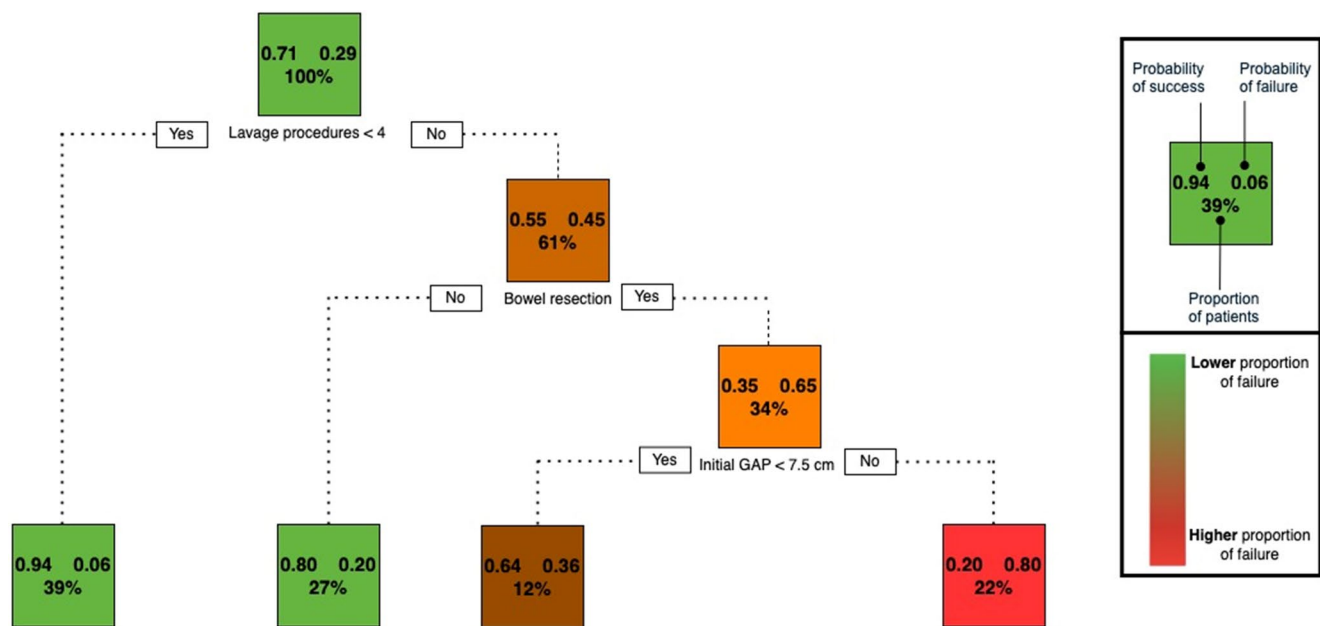 0.71 0.29
100%
Yes
Lavage procedures < 4
No
0.55 0.45
61%
No
Bowel resection
Yes
0.35 0.65
34%
Yes
Initial GAP < 7.5 cm
No
0.94 0.06
39%
0.80 0.20
27%
0.64 0.36
12%
0.20 0.80
22%
Probability
of success
Probability
of failure
0.94 0.06
39%
Proportion
of patients
Lower proportion
of failure
Higher proportion
of failure